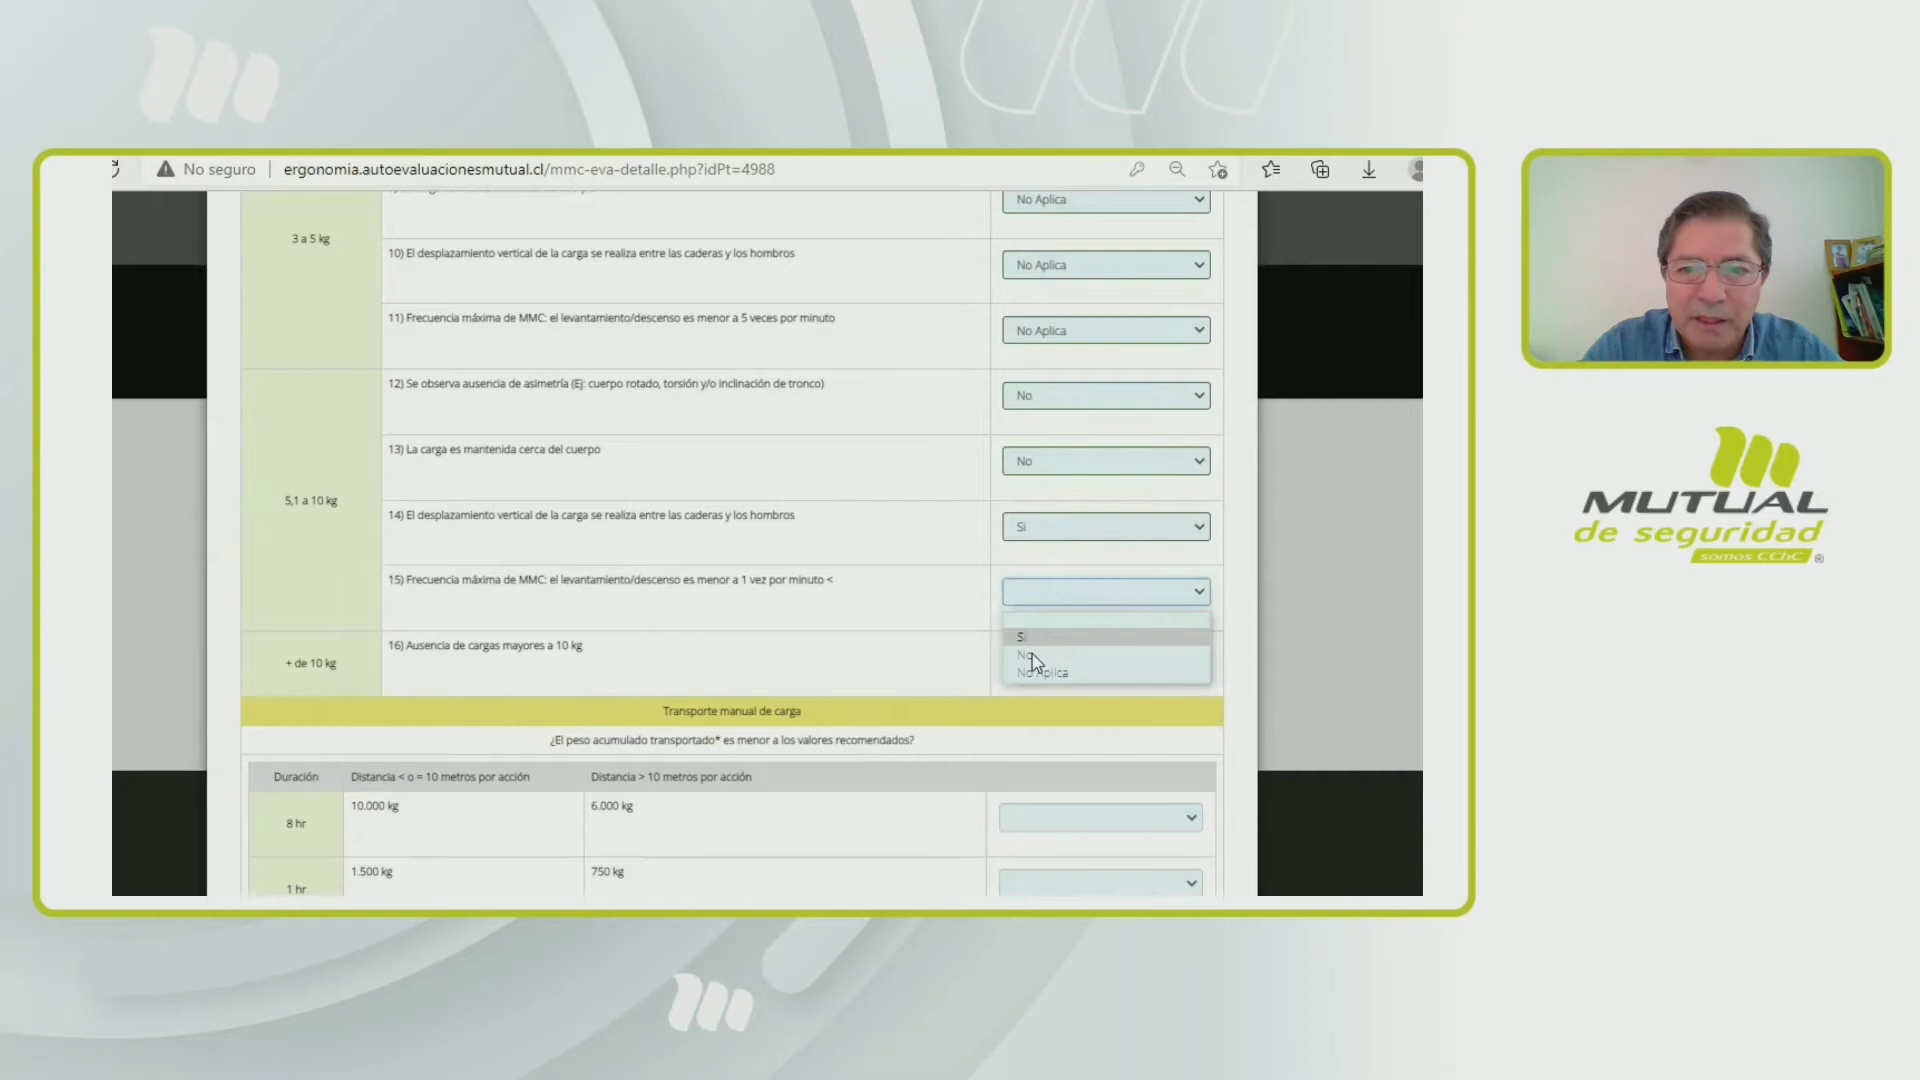 No seguro
ergonomia.autoevaluacionesmutual.cl/mmc-eva-detalle.php?idPt=4988
No Aplica
3 a 5 kg
10) El desplazamiento vertical de la carga se realiza entre las caderas y los hombros
No Aplica
11) Frecuencia máxima de MMC: el levantamiento/descenso es menor a 5 veces por minuto
No Aplica
12) Se observa ausencia de asimetría (Ej: cuerpo rotado, torsión y/o inclinación de tronco)
No
13) La carga es mantenida cerca del cuerpo
No
5,1 a 10 kg
14) El desplazamiento vertical de la carga se realiza entre las caderas y los hombros
Si
15) Frecuencia máxima de MMC: el levantamiento/descenso es menor a 1 vez por minuto <
Si
No
No Aplica
16) Ausencia de cargas mayores a 10 kg
+ de 10 kg
Transporte manual de carga
¿El peso acumulado transportado* es menor a los valores recomendados?
Duración
Distancia < o = 10 metros por acción
Distancia > 10 metros por acción
8 hr
10.000 kg
6.000 kg
1 hr
1.500 kg
750 kg
MUTUAL
de seguridad
somos CChC ®